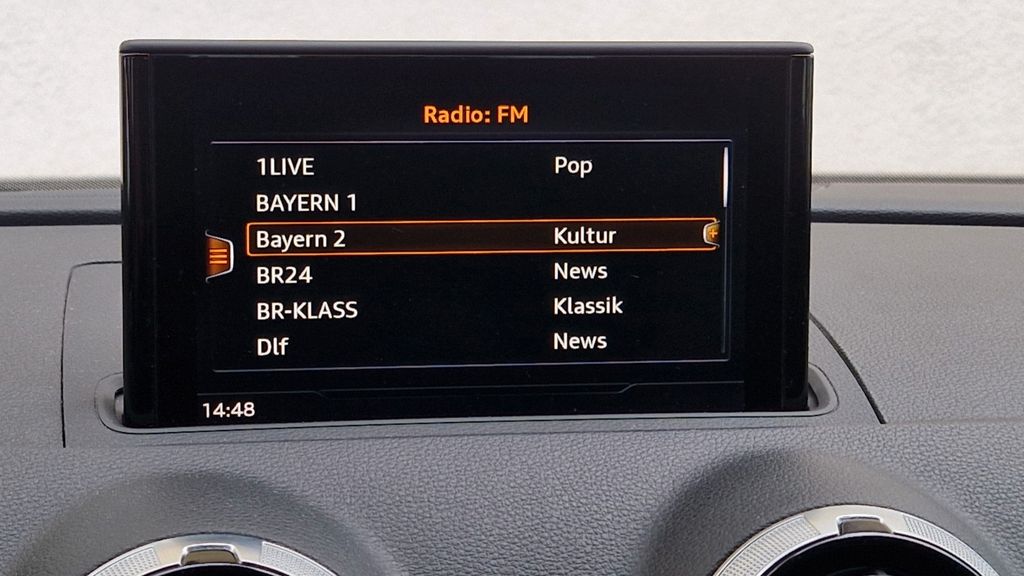 Radio: FM
1LIVE Pop
BAYERN 1
Bayern 2 Kultur
BR24 News
BR-KLASS Klassik
Dlf News
14:48